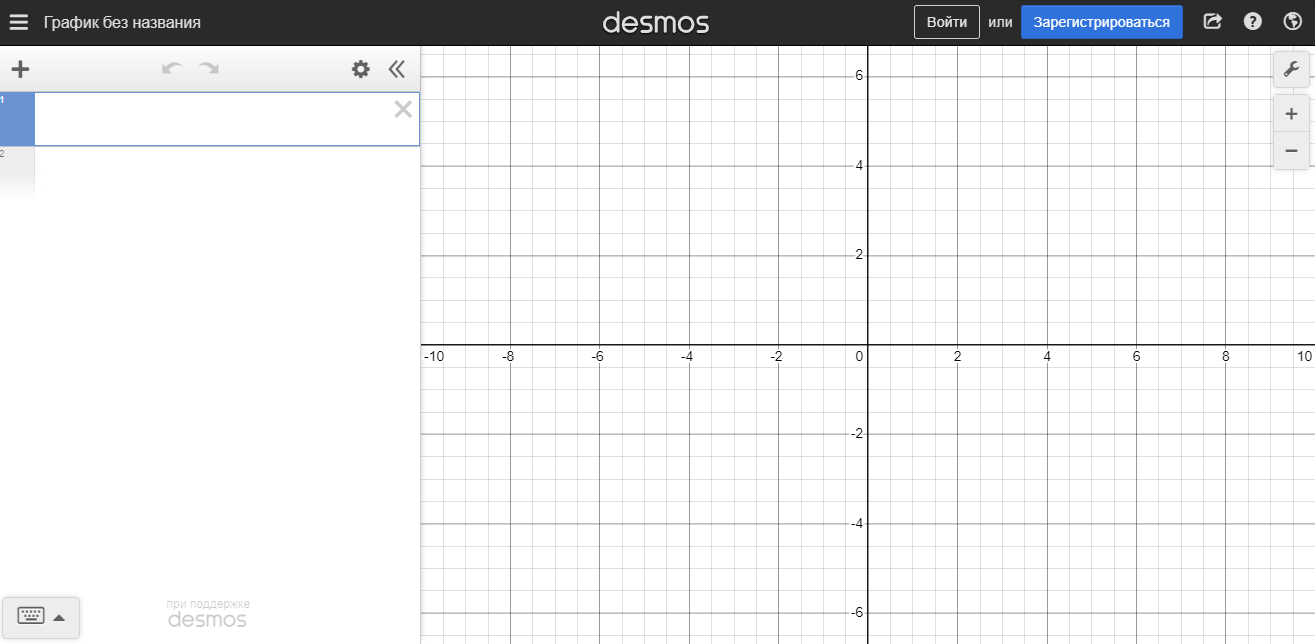 График без названия
desmos
Войти или Зарегистрироваться
1
2
6
4
2
-10 -8 -6 -4 -2 0 2 4 6 8 10
-2
-4
-6
при поддержке
desmos